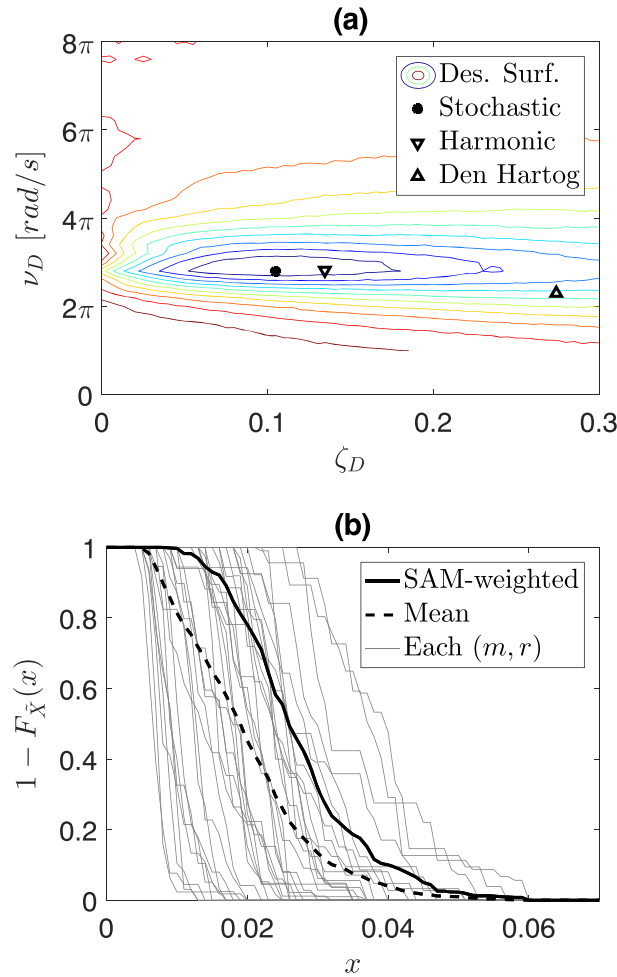 (a)
8π
6π
4π
2π
0
ν_D [rad/s]
Des. Surf.
Stochastic
Harmonic
Den Hartog
0 0.1 0.2 0.3
ζ_D
(b)
1
0.8
0.6
0.4
0.2
0
1 − F_X̃(x)
SAM-weighted
Mean
Each (m, r)
0 0.02 0.04 0.06
x